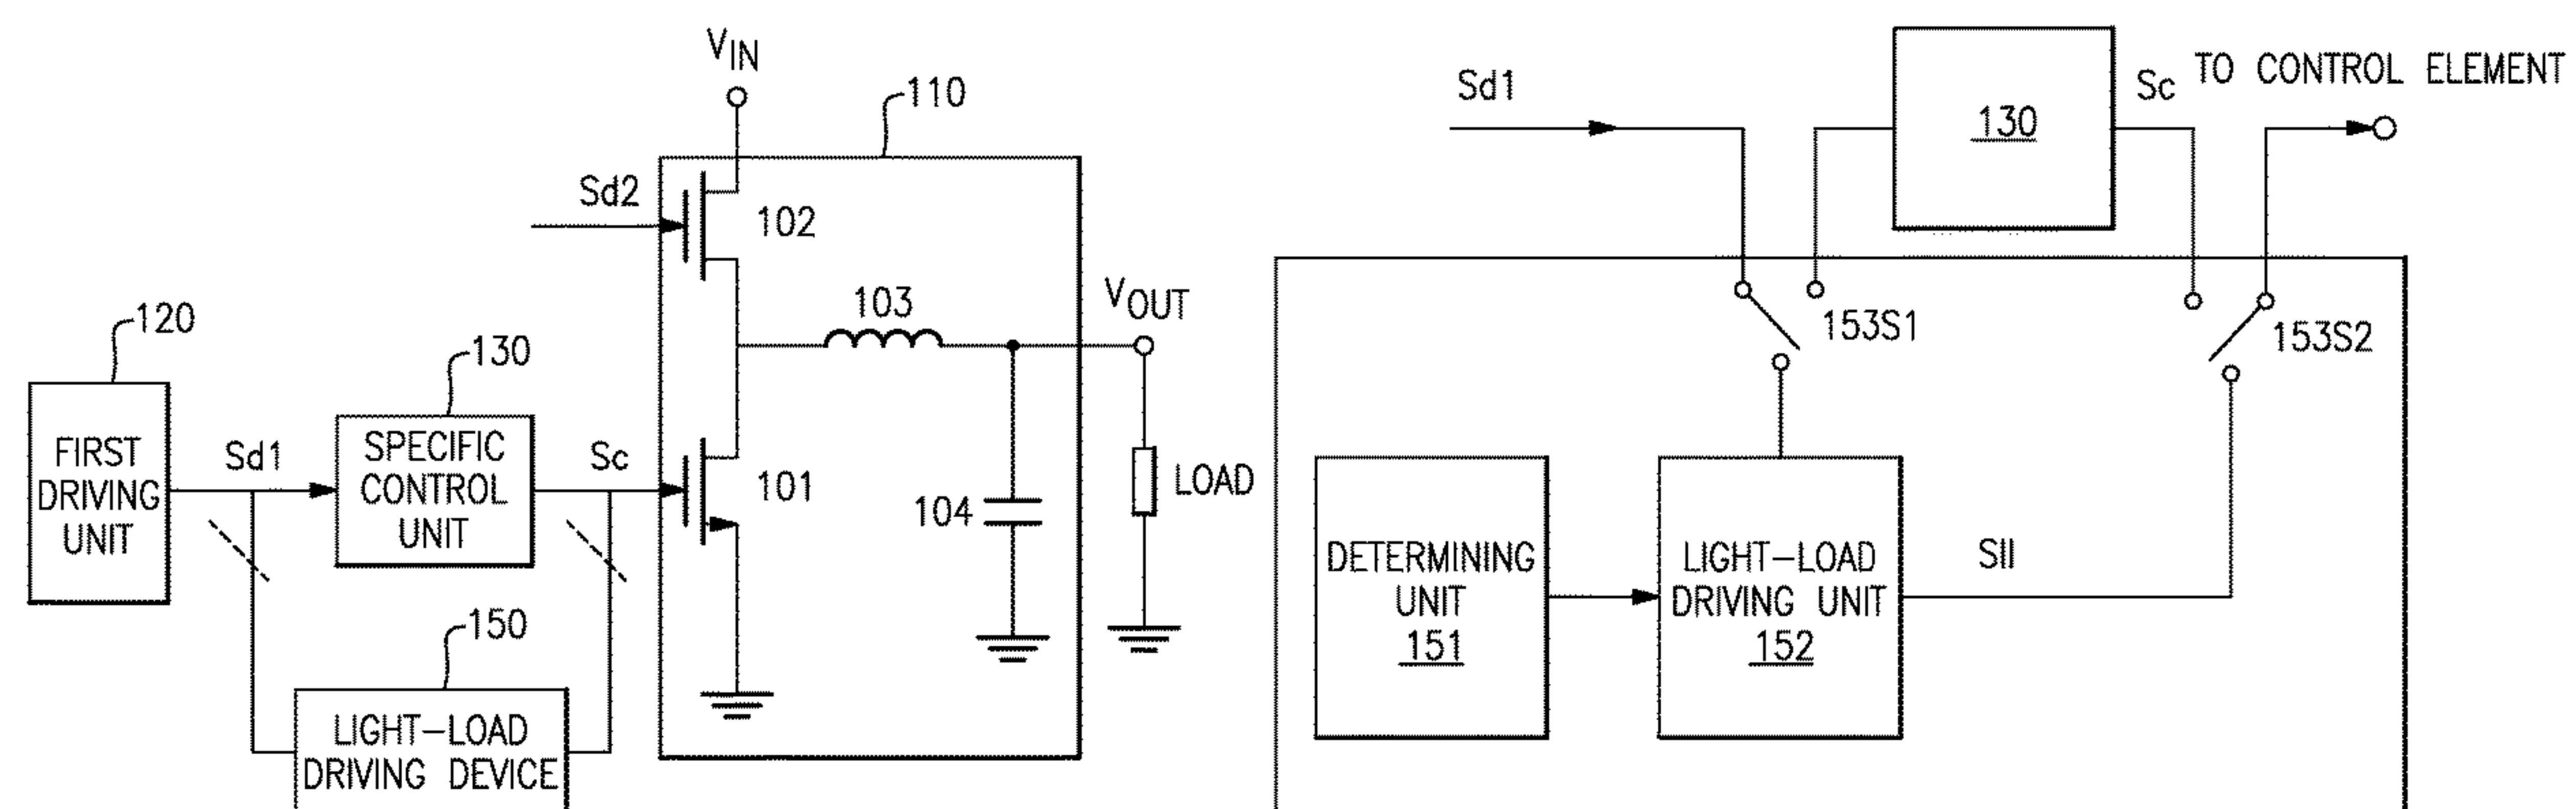 VIN
110
Sd2
102
103
VOUT
120
130
FIRST
DRIVING
UNIT
Sd1
SPECIFIC
CONTROL
UNIT
Sc
101
104
LOAD
150
LIGHT-LOAD
DRIVING DEVICE
Sd1
130
Sc
TO CONTROL ELEMENT
153S1
153S2
DETERMINING
UNIT
151
LIGHT-LOAD
DRIVING UNIT
152
SII